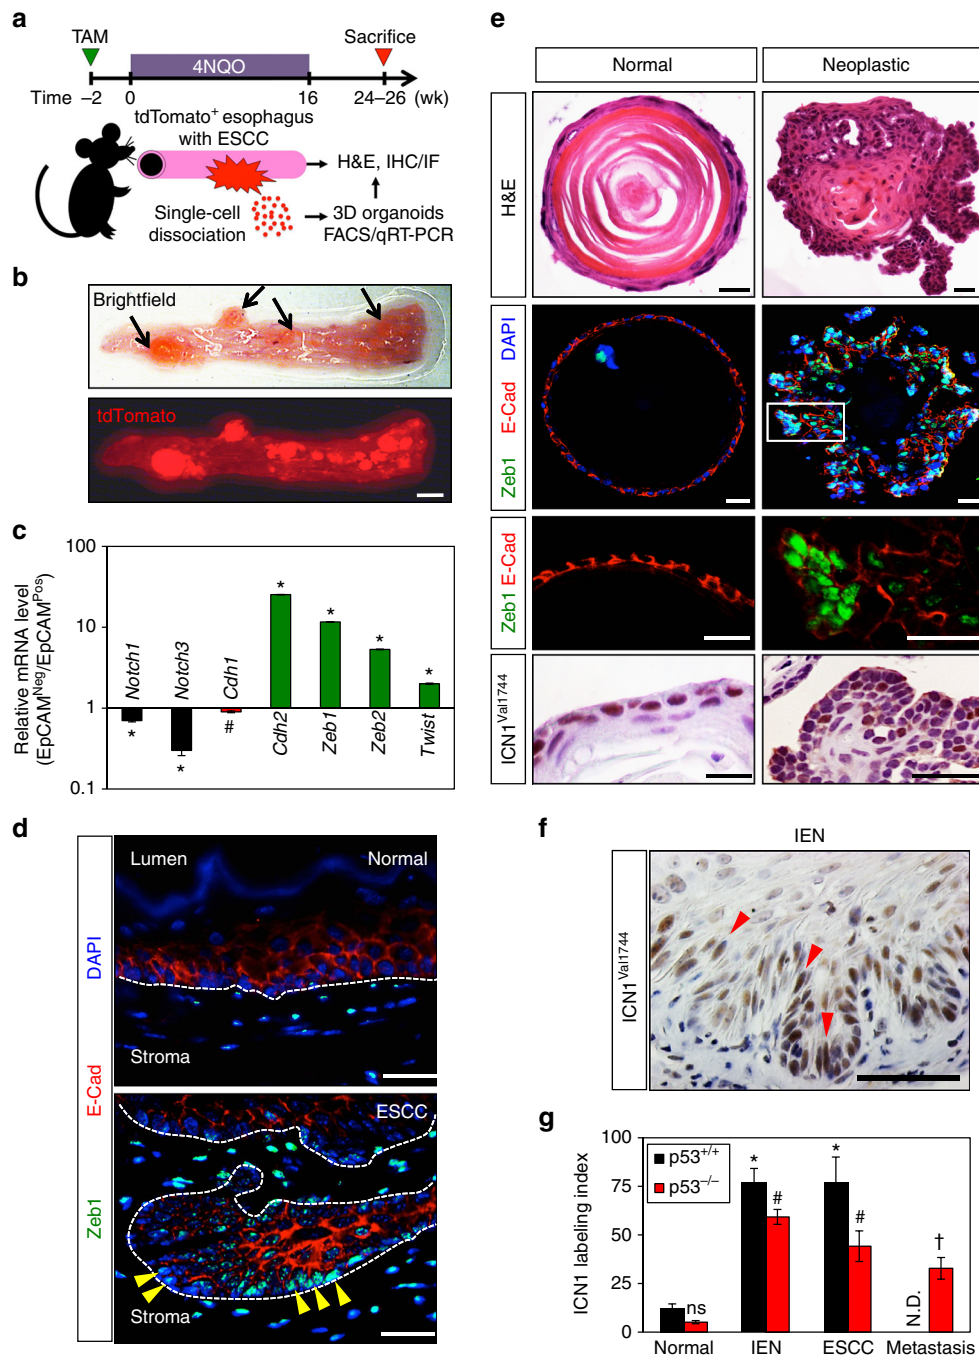 a
TAM
Sacrifice
4NQO
Time –2 0 16 24–26 (wk)
tdTomato+ esophagus
with ESCC
H&E, IHC/IF
Single-cell
dissociation
3D organoids
FACS/qRT-PCR
b
Brightfield
tdTomato
c
Relative mRNA level
(EpCAMNeg/EpCAMPos)
100
10
1
0.1
Notch1
Notch3
Cdh1
Cdh2
Zeb1
Zeb2
Twist
* * # * * * *
d
Zeb1 E-Cad DAPI
Lumen
Normal
Stroma
ESCC
Stroma
e
Normal
Neoplastic
H&E
Zeb1 E-Cad DAPI
Zeb1 E-Cad
ICN1Val1744
f
IEN
ICN1Val1744
g
ICN1 labeling index
100
75
50
25
0
p53+/+
p53–/–
ns
* #
* #
N.D. †
Normal IEN ESCC Metastasis